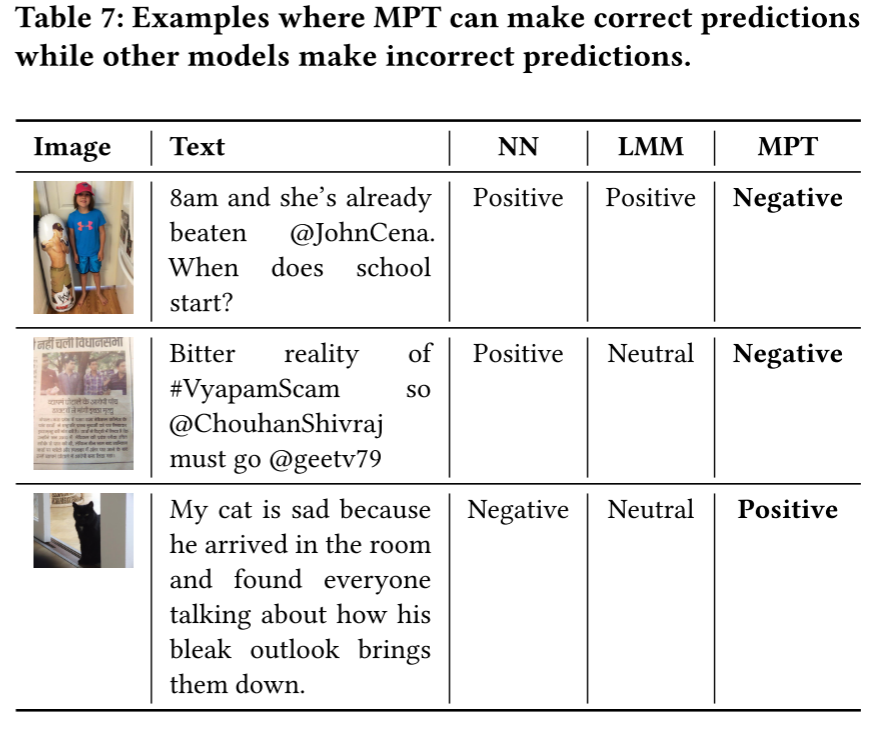 Table 7: Examples where MPT can make correct predictions
while other models make incorrect predictions.
Image Text NN LMM MPT
8am and she's already Positive Positive Negative
beaten @JohnCena.
When does school
start?
नहीं चली विधानसभा
Bitter reality of Positive Neutral Negative
#VyapamScam so
@ChouhanShivraj
must go @geetv79
My cat is sad because Negative Neutral Positive
he arrived in the room
and found everyone
talking about how his
bleak outlook brings
them down.